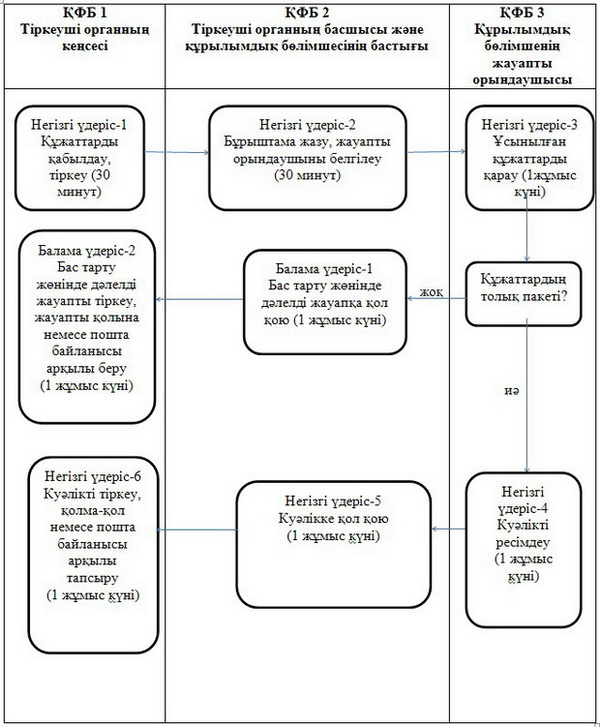 ҚФБ 1
Тіркеуші органның
кеңсесі
ҚФБ 2
Тіркеуші органның басшысы және
құрылымдық бөлімшесінің бастығы
ҚФБ 3
Құрылымдық
бөлімшенің
жауапты
орындаушысы
Негізгі үдеріс-1
Құжаттарды
қабылдау,
тіркеу (30
минут)
Негізгі үдеріс-2
Бұрыштама жазу, жауапты
орындаушыны белгілеу
(30 минут)
Негізгі үдеріс-3
Ұсынылған
құжаттарды
қарау (1жұмыс
күні)
Балама үдеріс-2
Бас тарту
жөнінде дәлелді
жауапты тіркеу,
жауапты қолына
немесе пошта
байланысы
арқылы беру
(1 жұмыс күні)
Балама үдеріс-1
Бас тарту жөнінде
дәлелді жауапқа қол
қою (1 жұмыс күні)
жоқ
Құжаттардың
толық пакеті?
иә
Негізгі үдеріс-6
Куәлікті тіркеу,
қолма-қол
немесе пошта
байланысы
арқылы
тапсыру
(1 жұмыс күні)
Негізгі үдеріс-5
Куәлікке қол қою
(1 жұмыс күні)
Негізгі
үдеріс-4
Куәлікті
ресімдеу
(1 жұмыс
күні)